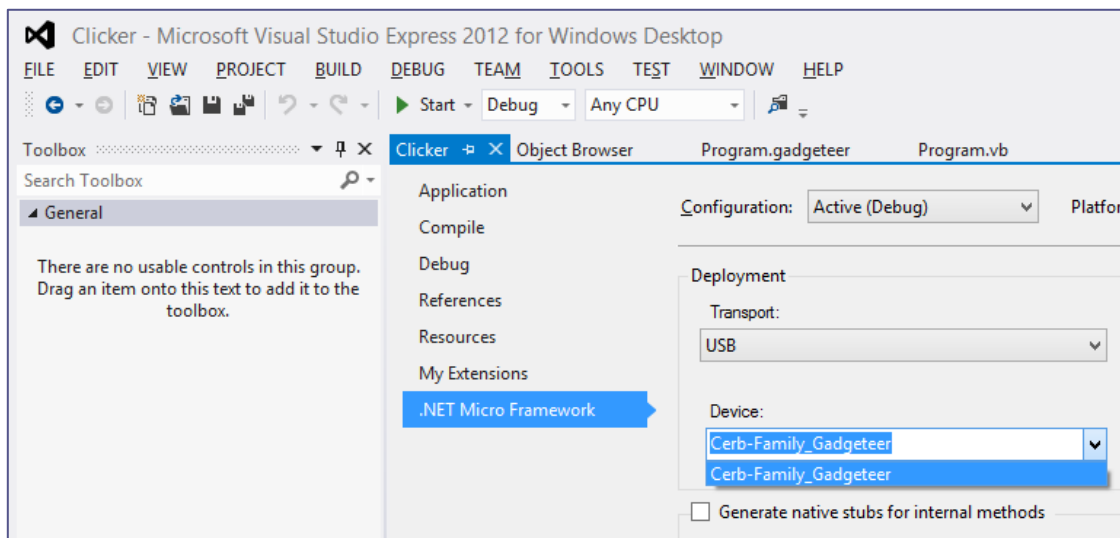 Clicker - Microsoft Visual Studio Express 2012 for Windows Desktop
FILE EDIT VIEW PROJECT BUILD DEBUG TEAM TOOLS TEST WINDOW HELP
Start Debug Any CPU
Toolbox
Clicker Object Browser Program.gadgeteer Program.vb
Search Toolbox
General
There are no usable controls in this group.
Drag an item onto this text to add it to the
toolbox.
Application
Compile
Debug
References
Resources
My Extensions
.NET Micro Framework
Configuration: Active (Debug) Platfor
Deployment
Transport:
USB
Device:
Cerb-Family_Gadgeteer
Cerb-Family_Gadgeteer
Generate native stubs for internal methods